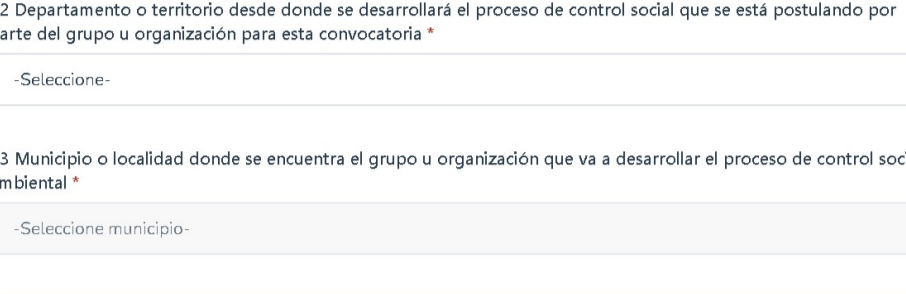 2 Departamento o territorio desde donde se desarrollará el proceso de control social que se está postulando por
arte del grupo u organización para esta convocatoria *
-Seleccione-
3 Municipio o localidad donde se encuentra el grupo u organización que va a desarrollar el proceso de control soc
mbiental *
-Seleccione municipio-